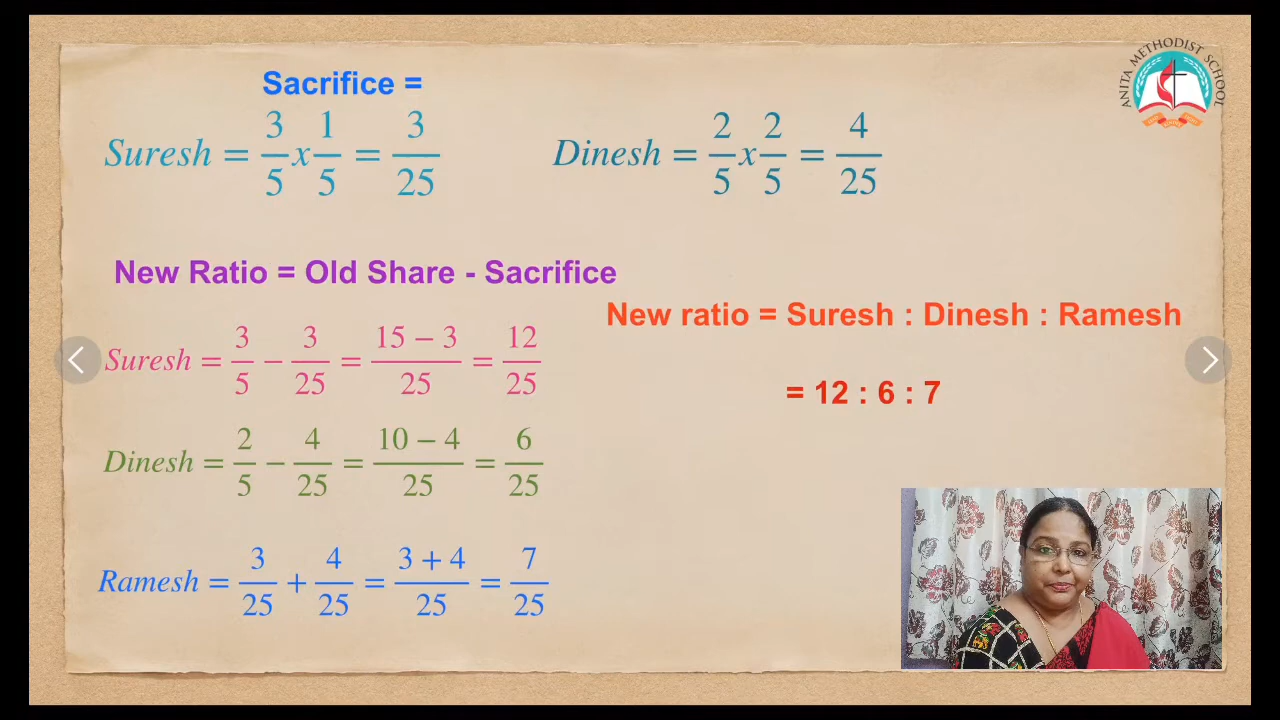 Sacrifice =
Suresh = 3/5 x 1/5 = 3/25
Dinesh = 2/5 x 2/5 = 4/25
New Ratio = Old Share - Sacrifice
New ratio = Suresh : Dinesh : Ramesh
Suresh = 3/5 − 3/25 = 15 − 3/25 = 12/25
= 12 : 6 : 7
Dinesh = 2/5 − 4/25 = 10 − 4/25 = 6/25
Ramesh = 3/25 + 4/25 = 3 + 4/25 = 7/25
ANITA METHODIST SCHOOL